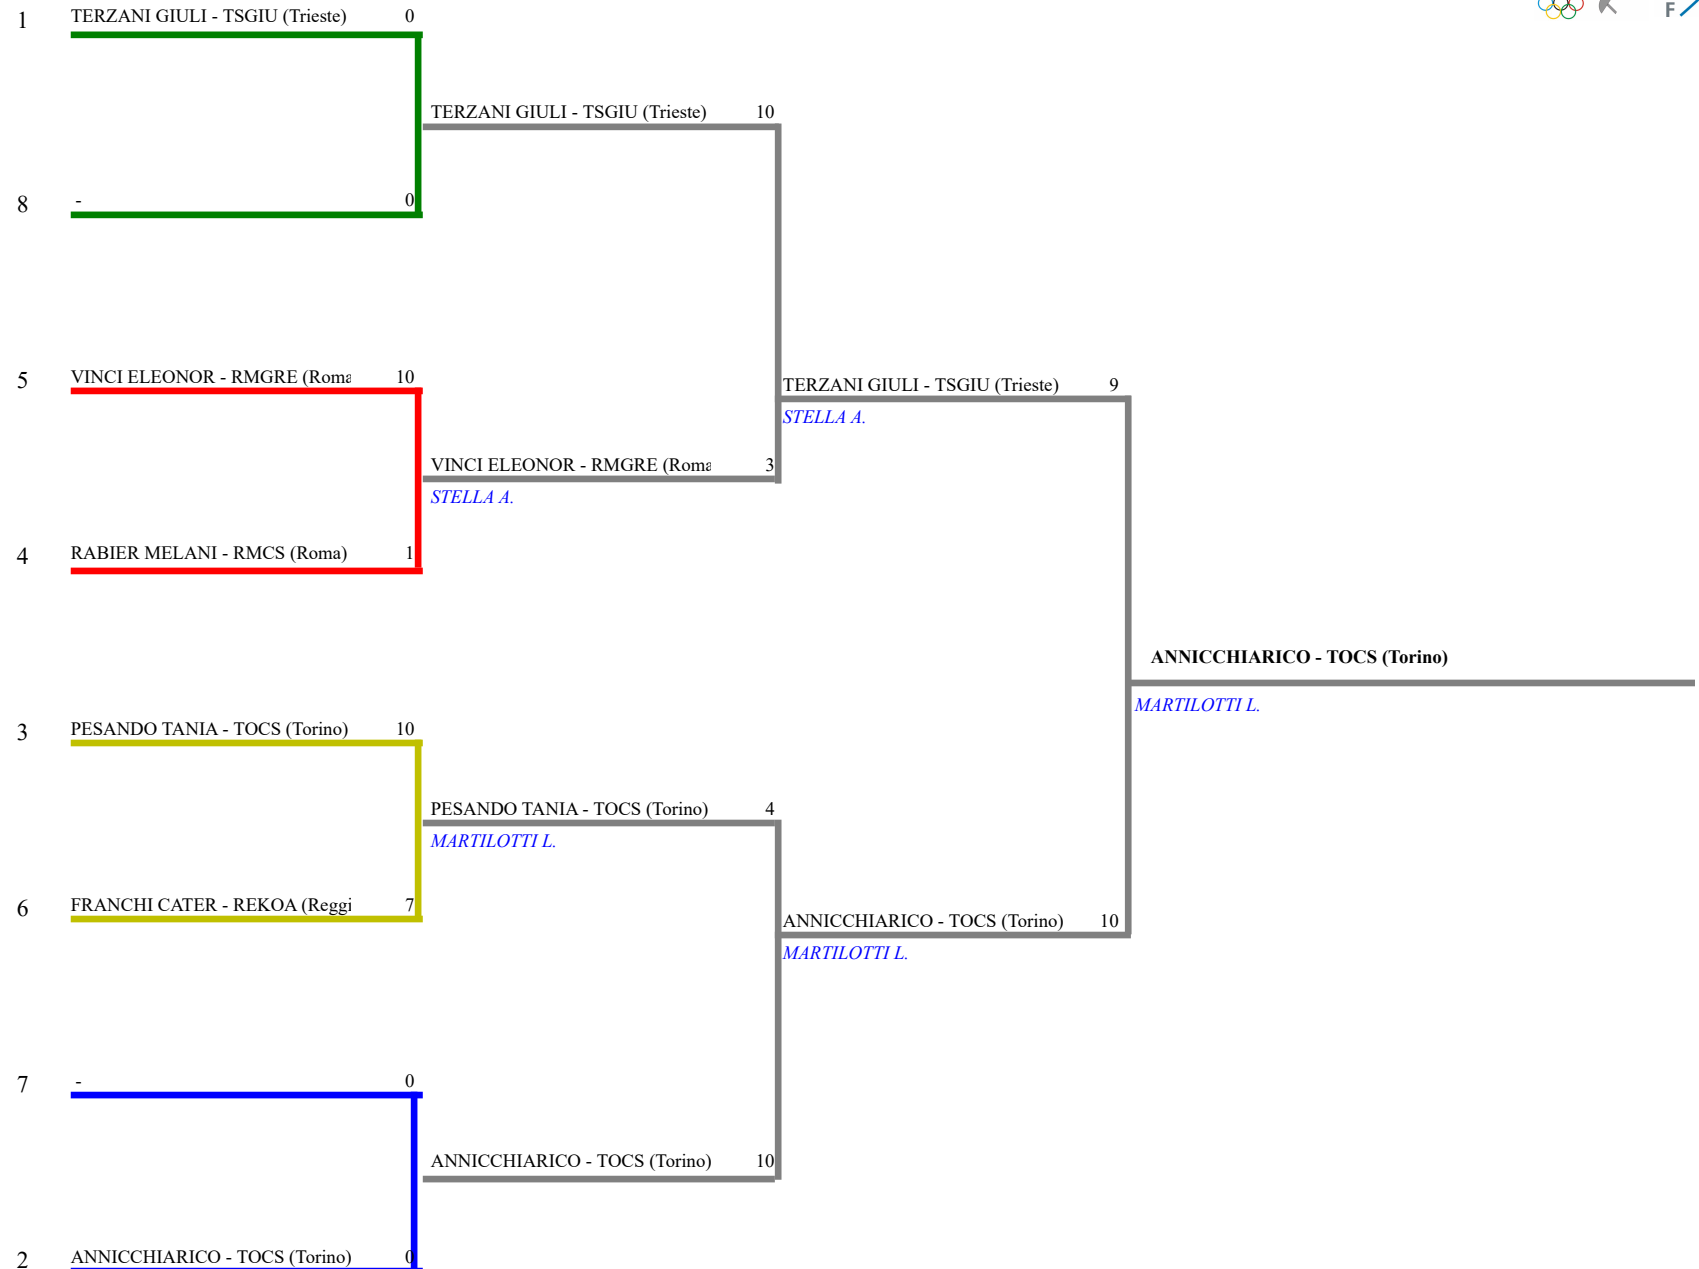 1 TERZANI GIULI - TSGIU (Trieste) 0
F
TERZANI GIULI - TSGIU (Trieste) 10
8 - 0
5 VINCI ELEONOR - RMGRE (Roma 10
TERZANI GIULI - TSGIU (Trieste) 9
STELLA A.
VINCI ELEONOR - RMGRE (Roma 3
STELLA A.
4 RABIER MELANI - RMCS (Roma) 1
ANNICCHIARICO - TOCS (Torino)
MARTILOTTI L.
3 PESANDO TANIA - TOCS (Torino) 10
PESANDO TANIA - TOCS (Torino) 4
MARTILOTTI L.
6 FRANCHI CATER - REKOA (Reggi 7
ANNICCHIARICO - TOCS (Torino) 10
MARTILOTTI L.
7 - 0
ANNICCHIARICO - TOCS (Torino) 10
2 ANNICCHIARICO - TOCS (Torino) 0